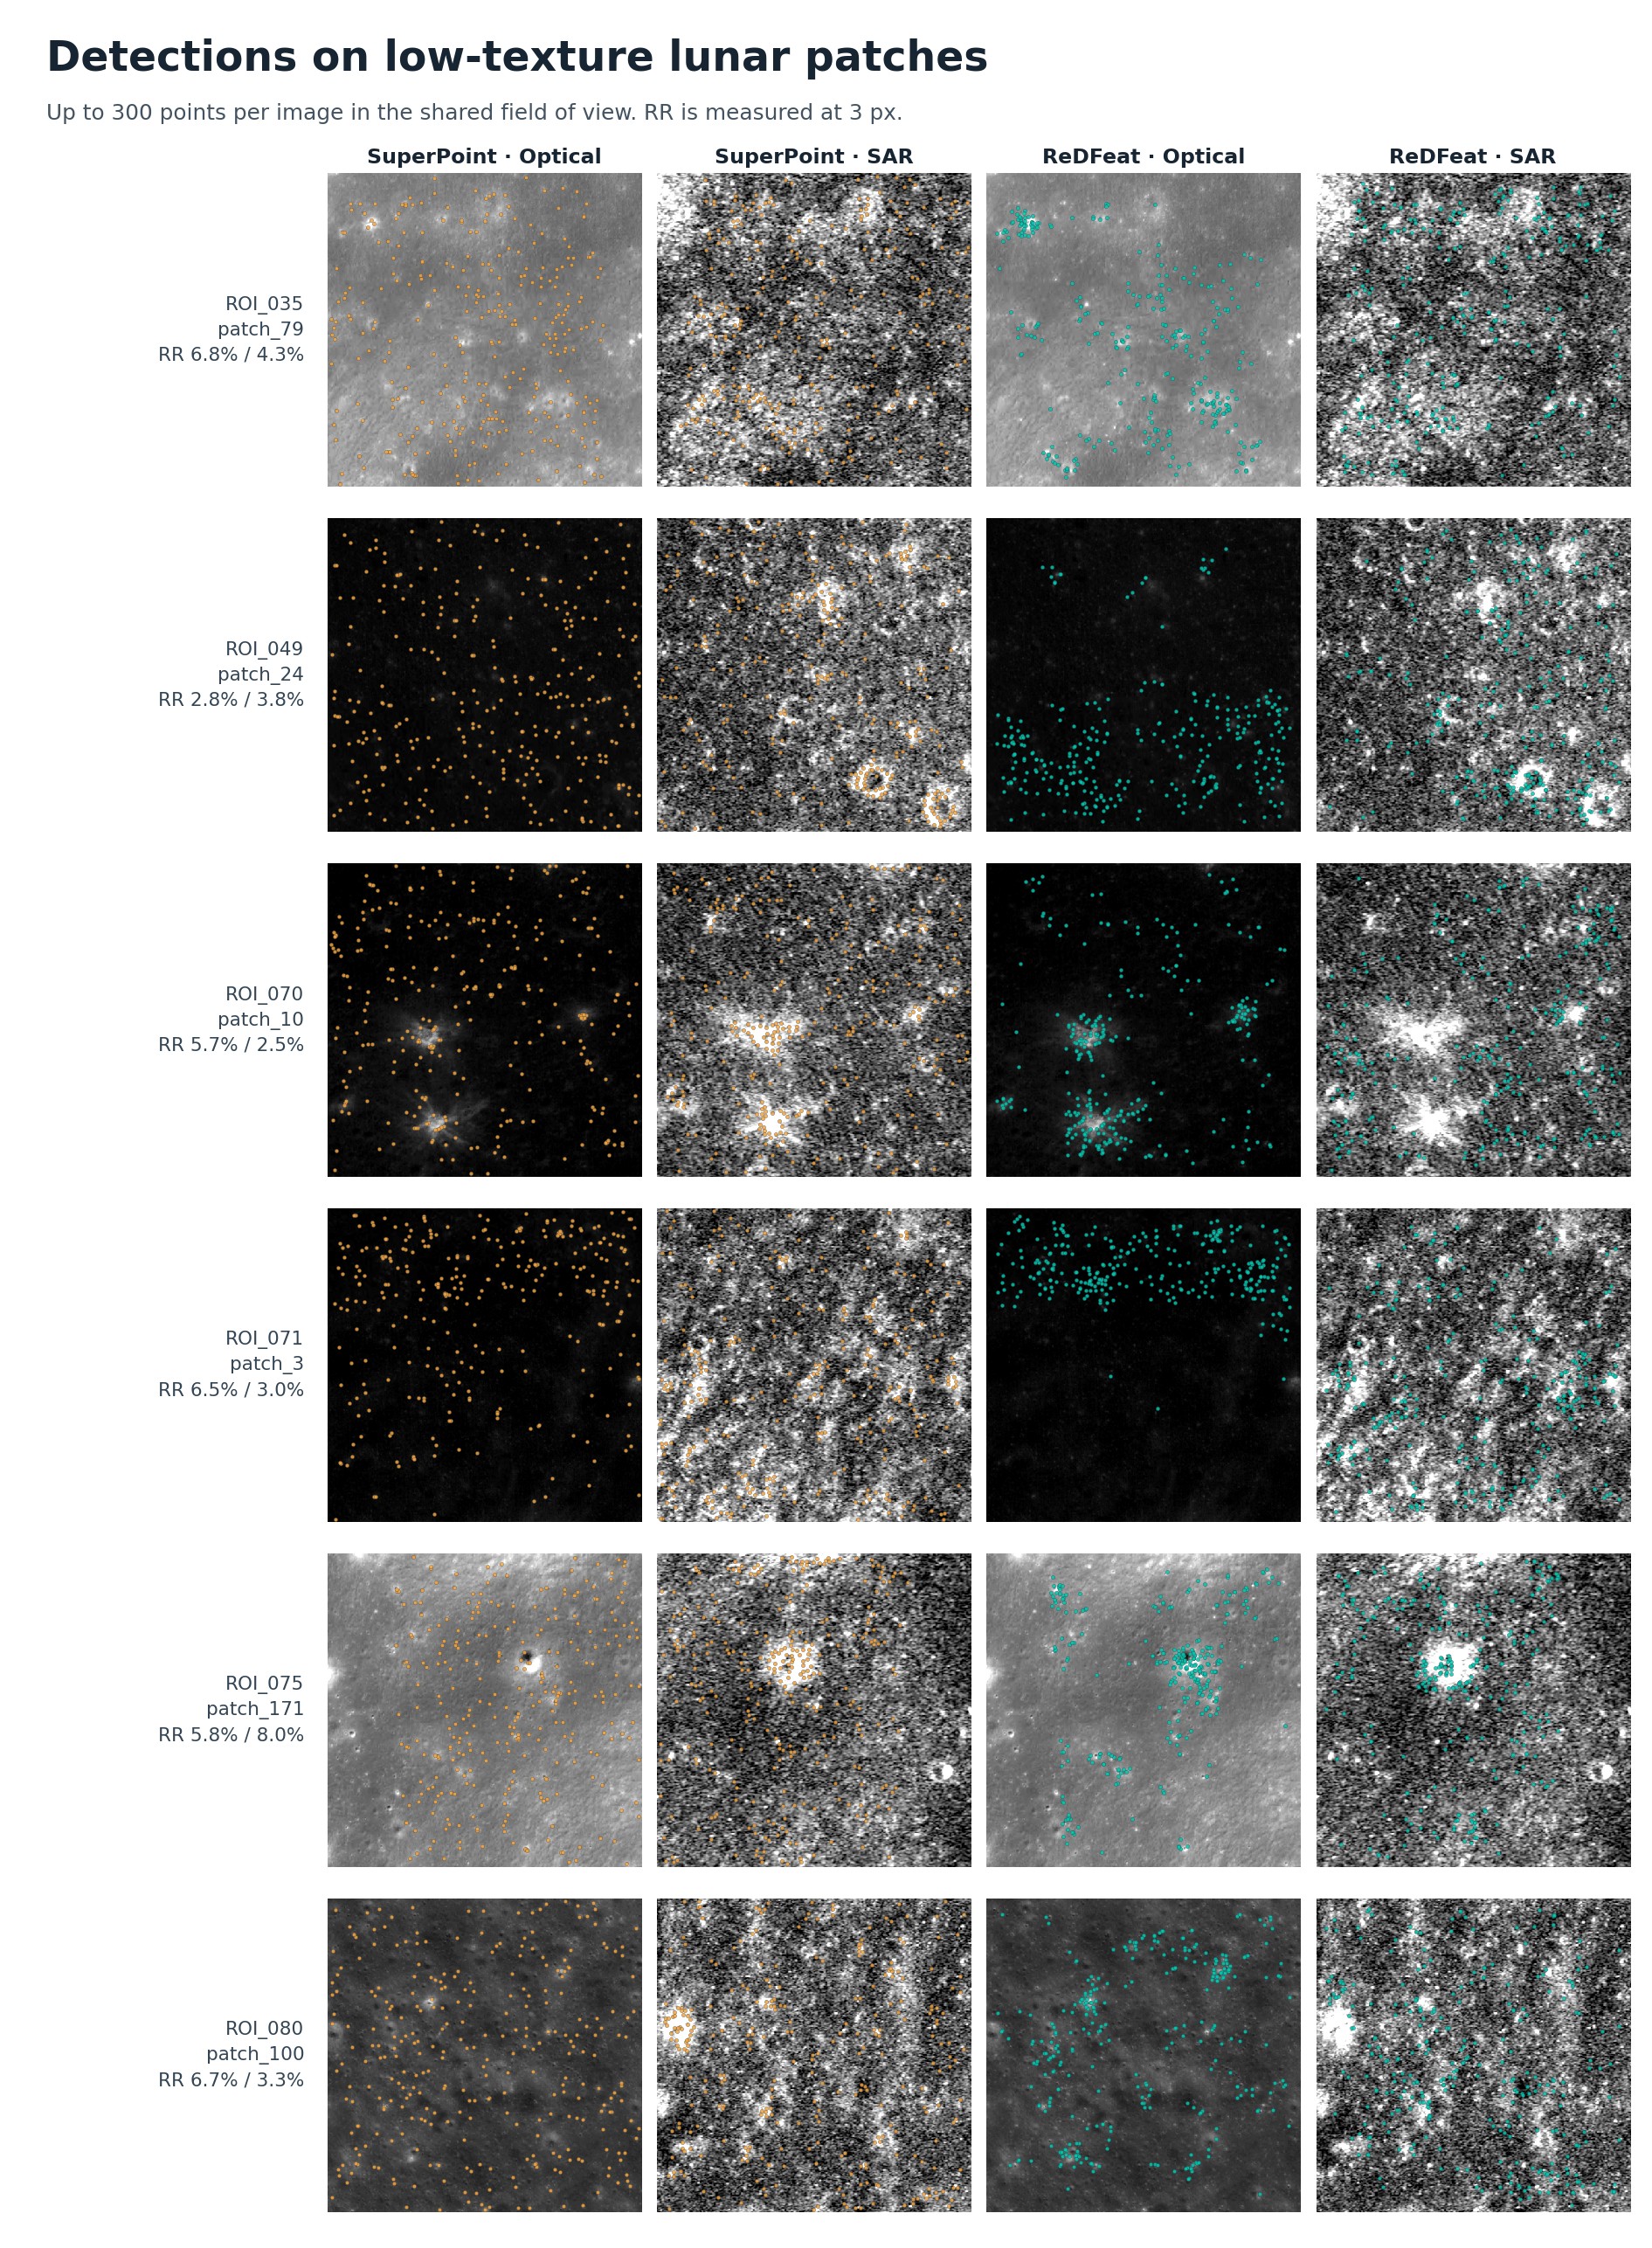 Detections on low-texture lunar patches
Up to 300 points per image in the shared field of view. RR is measured at 3 px.
SuperPoint · Optical
SuperPoint · SAR
ReDFeat · Optical
ReDFeat · SAR
ROI_035
patch_79
RR 6.8% / 4.3%
ROI_049
patch_24
RR 2.8% / 3.8%
ROI_070
patch_10
RR 5.7% / 2.5%
ROI_071
patch_3
RR 6.5% / 3.0%
ROI_075
patch_171
RR 5.8% / 8.0%
ROI_080
patch_100
RR 6.7% / 3.3%